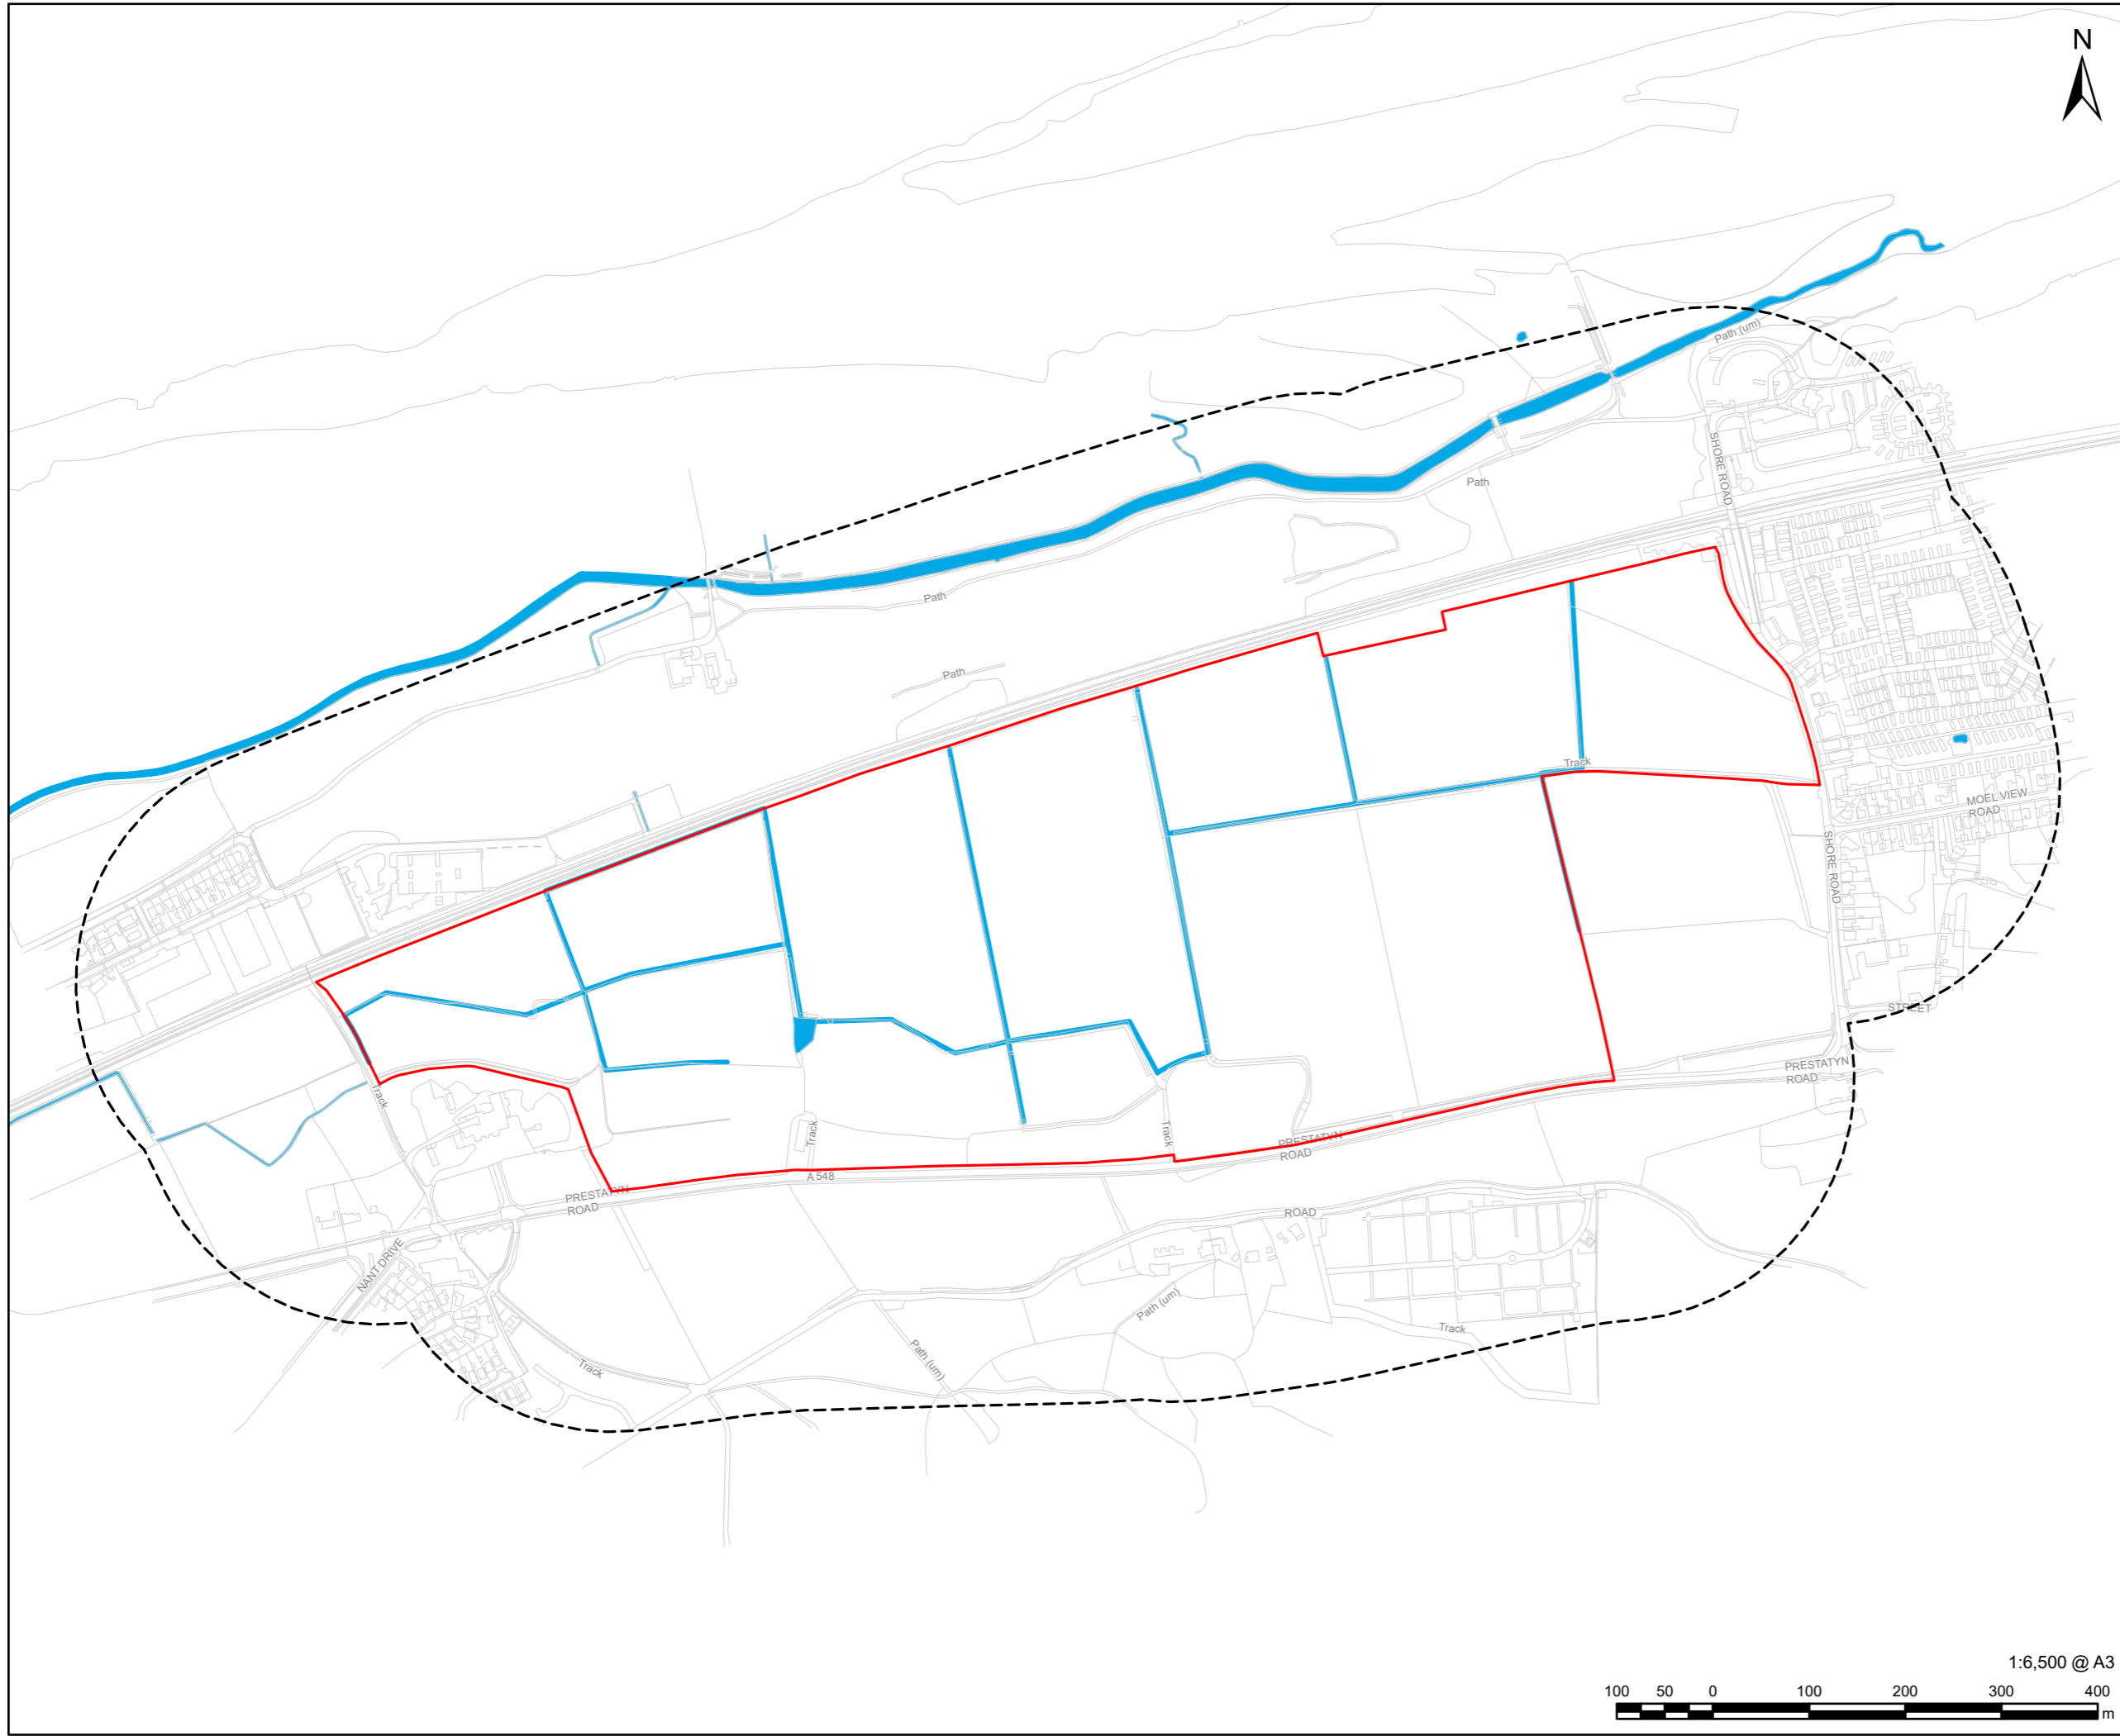 N
Path (um)
SHORE ROAD
Path
Path
Path
Track
MOEL VIEW
ROAD
SHORE ROAD
STREET
PRESTATYN
ROAD
Track
Track
Track
PRESTATYN
ROAD
A 548
PRESTATYN
ROAD
ROAD
NANT DRIVE
Path (um)
Track
Path (um)
Track
1:6,500 @ A3
100 50 0 100 200 300 400
m